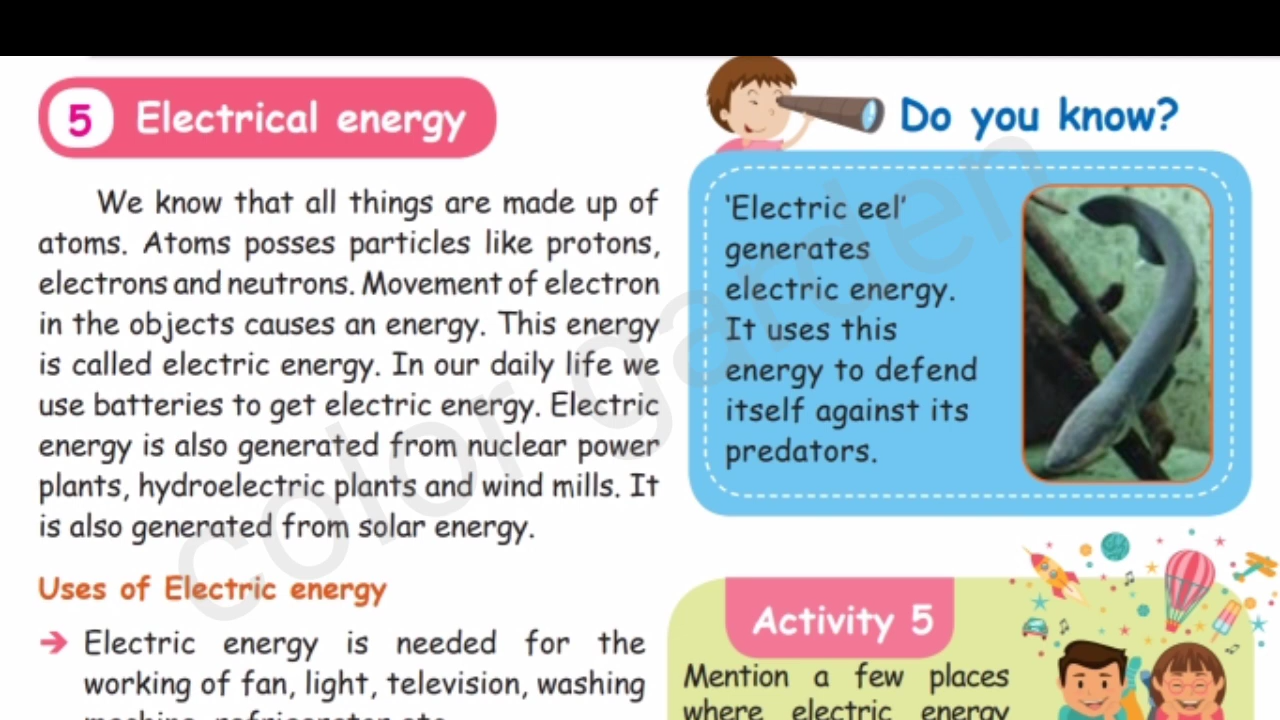 5 Electrical energy
We know that all things are made up of
atoms. Atoms posses particles like protons,
electrons and neutrons. Movement of electron
in the objects causes an energy. This energy
is called electric energy. In our daily life we
use batteries to get electric energy. Electric
energy is also generated from nuclear power
plants, hydroelectric plants and wind mills. It
is also generated from solar energy.
Uses of Electric energy
→ Electric energy is needed for the
working of fan, light, television, washing
machine, refrigerator etc.
Do you know?
'Electric eel'
generates
electric energy.
It uses this
energy to defend
itself against its
predators.
Activity 5
Mention a few places
where electric energy
color garden